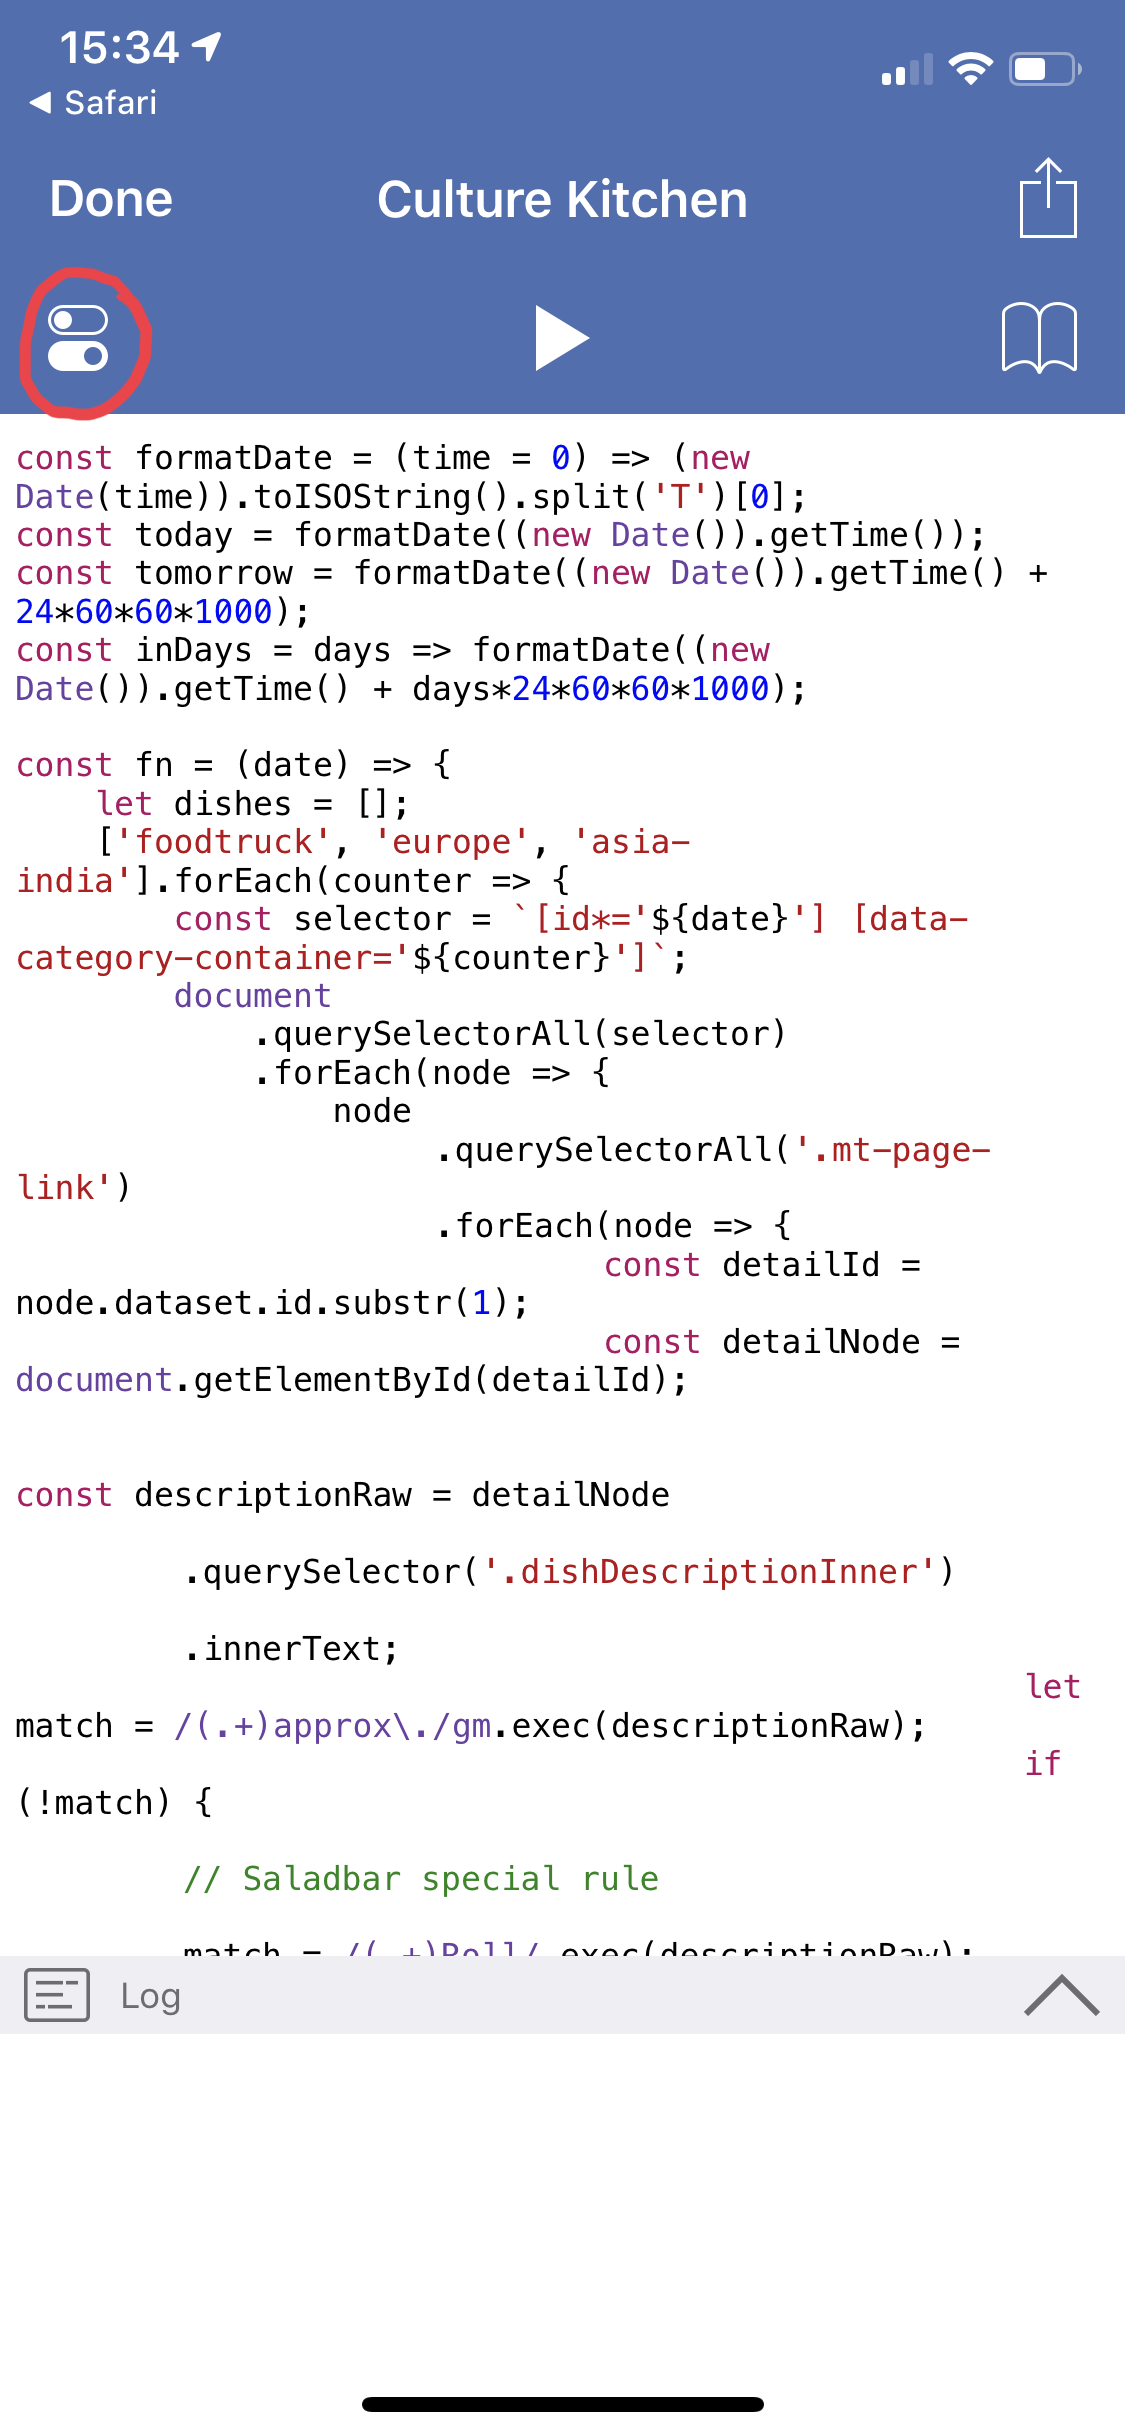 15:34
Safari
Done
Culture Kitchen
const formatDate = (time = 0) => (new
Date(time)).toISOString().split('T')[0];
const today = formatDate((new Date()).getTime());
const tomorrow = formatDate((new Date()).getTime() +
24*60*60*1000);
const inDays = days => formatDate((new
Date()).getTime() + days*24*60*60*1000);
const fn = (date) => {
let dishes = [];
['foodtruck', 'europe', 'asia-
india'].forEach(counter => {
const selector = `[id*='${date}'] [data-
category-container='${counter}']`;
document
.querySelectorAll(selector)
.forEach(node => {
node
.querySelectorAll('.mt-page-
link')
.forEach(node => {
const detailId =
node.dataset.id.substr(1);
const detailNode =
document.getElementById(detailId);
const descriptionRaw = detailNode
.querySelector('.dishDescriptionInner')
.innerText;
let
match = /(.+)approx\./gm.exec(descriptionRaw);
if
(!match) {
// Saladbar special rule
match = /(.+)Roll/.exec(descriptionRaw);
Log